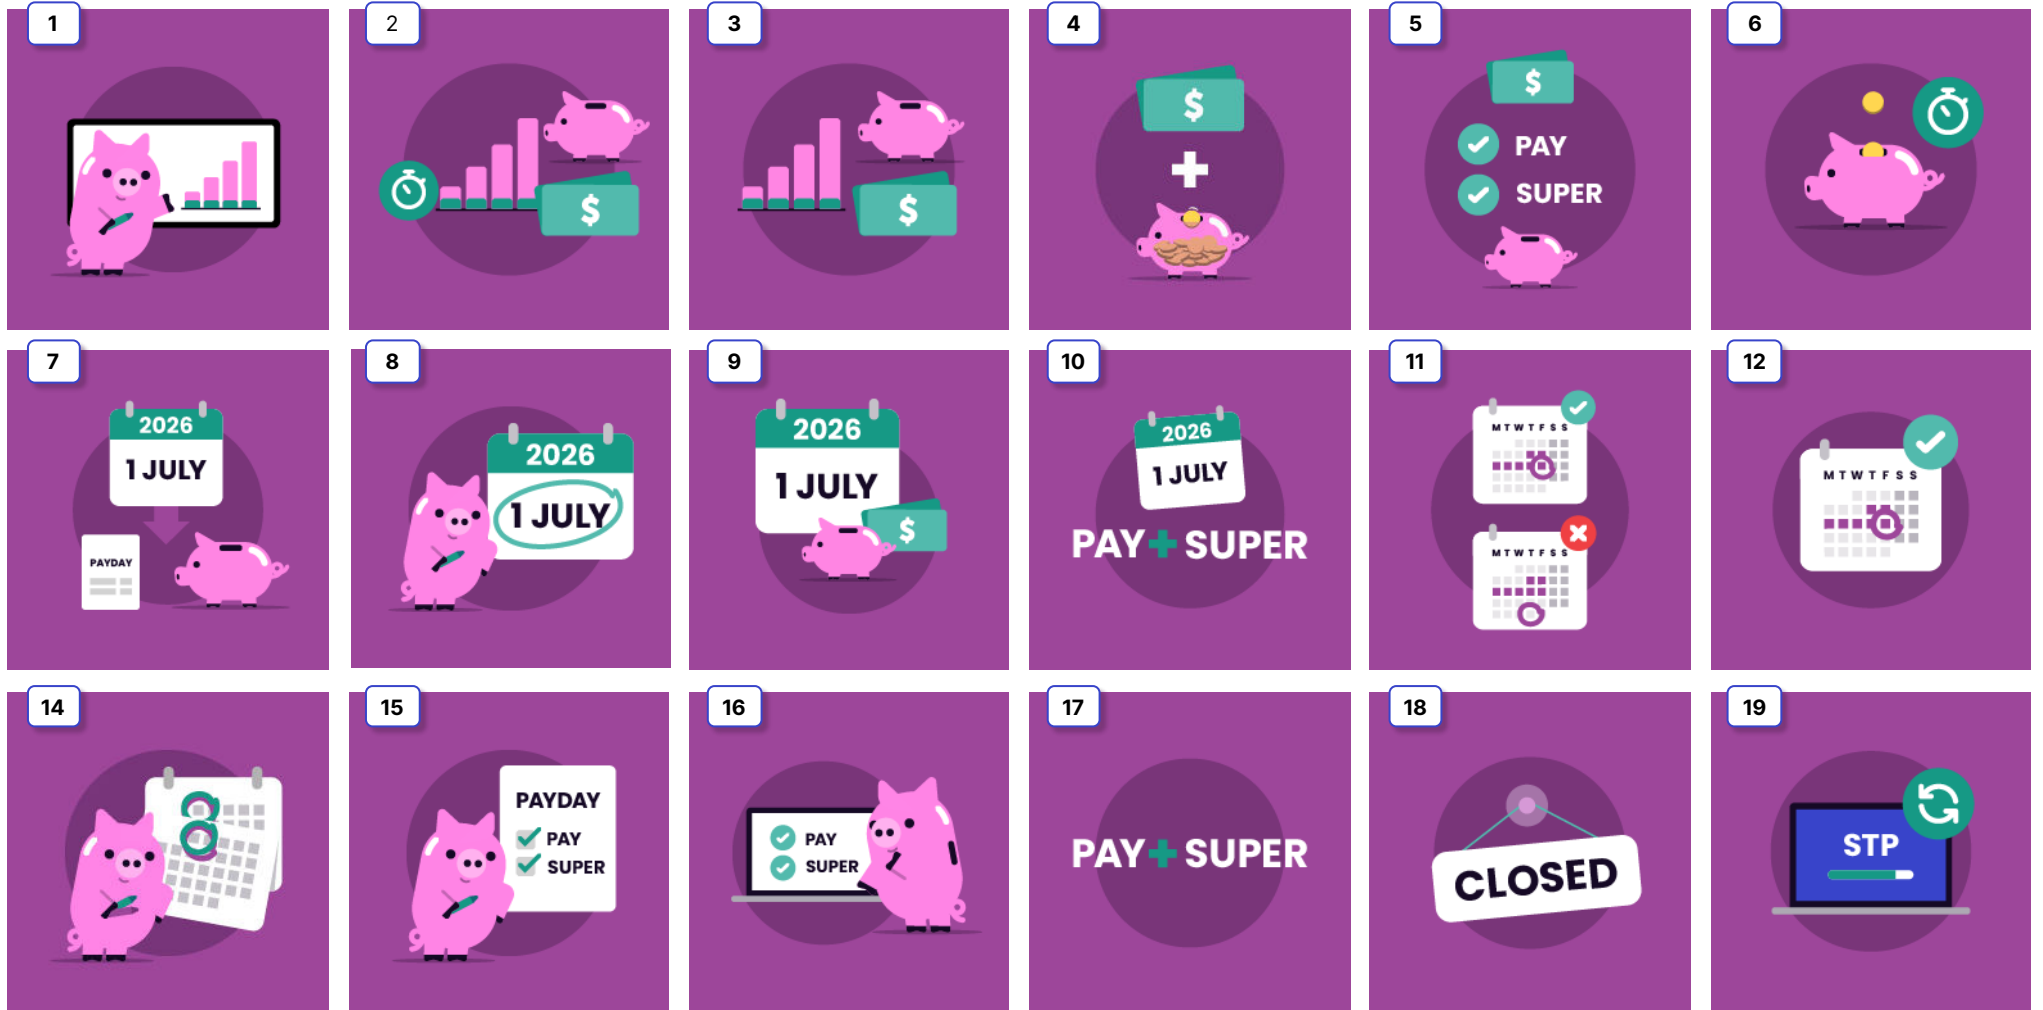 1
2
3
4
$
5
$
PAY
SUPER
6
$
$
7
2026
1 JULY
PAYDAY
8
2026
1 JULY
9
2026
1 JULY
$
10
2026
1 JULY
PAY+SUPER
11
M T W T F S S
M T W T F S S
12
M T W T F S S
14
15
PAYDAY
PAY
SUPER
16
PAY
SUPER
17
PAY+SUPER
18
CLOSED
19
STP